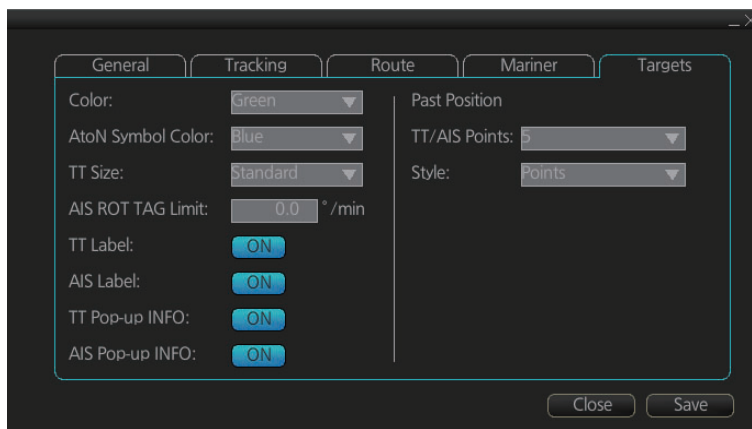 General Tracking Route Mariner Targets
Color: Green
AtoN Symbol Color: Blue
TT Size: Standard
AIS ROT TAG Limit: 0.0 °/min
TT Label: ON
AIS Label: ON
TT Pop-up INFO: ON
AIS Pop-up INFO: ON
Past Position
TT/AIS Points: 5
Style: Points
Close Save